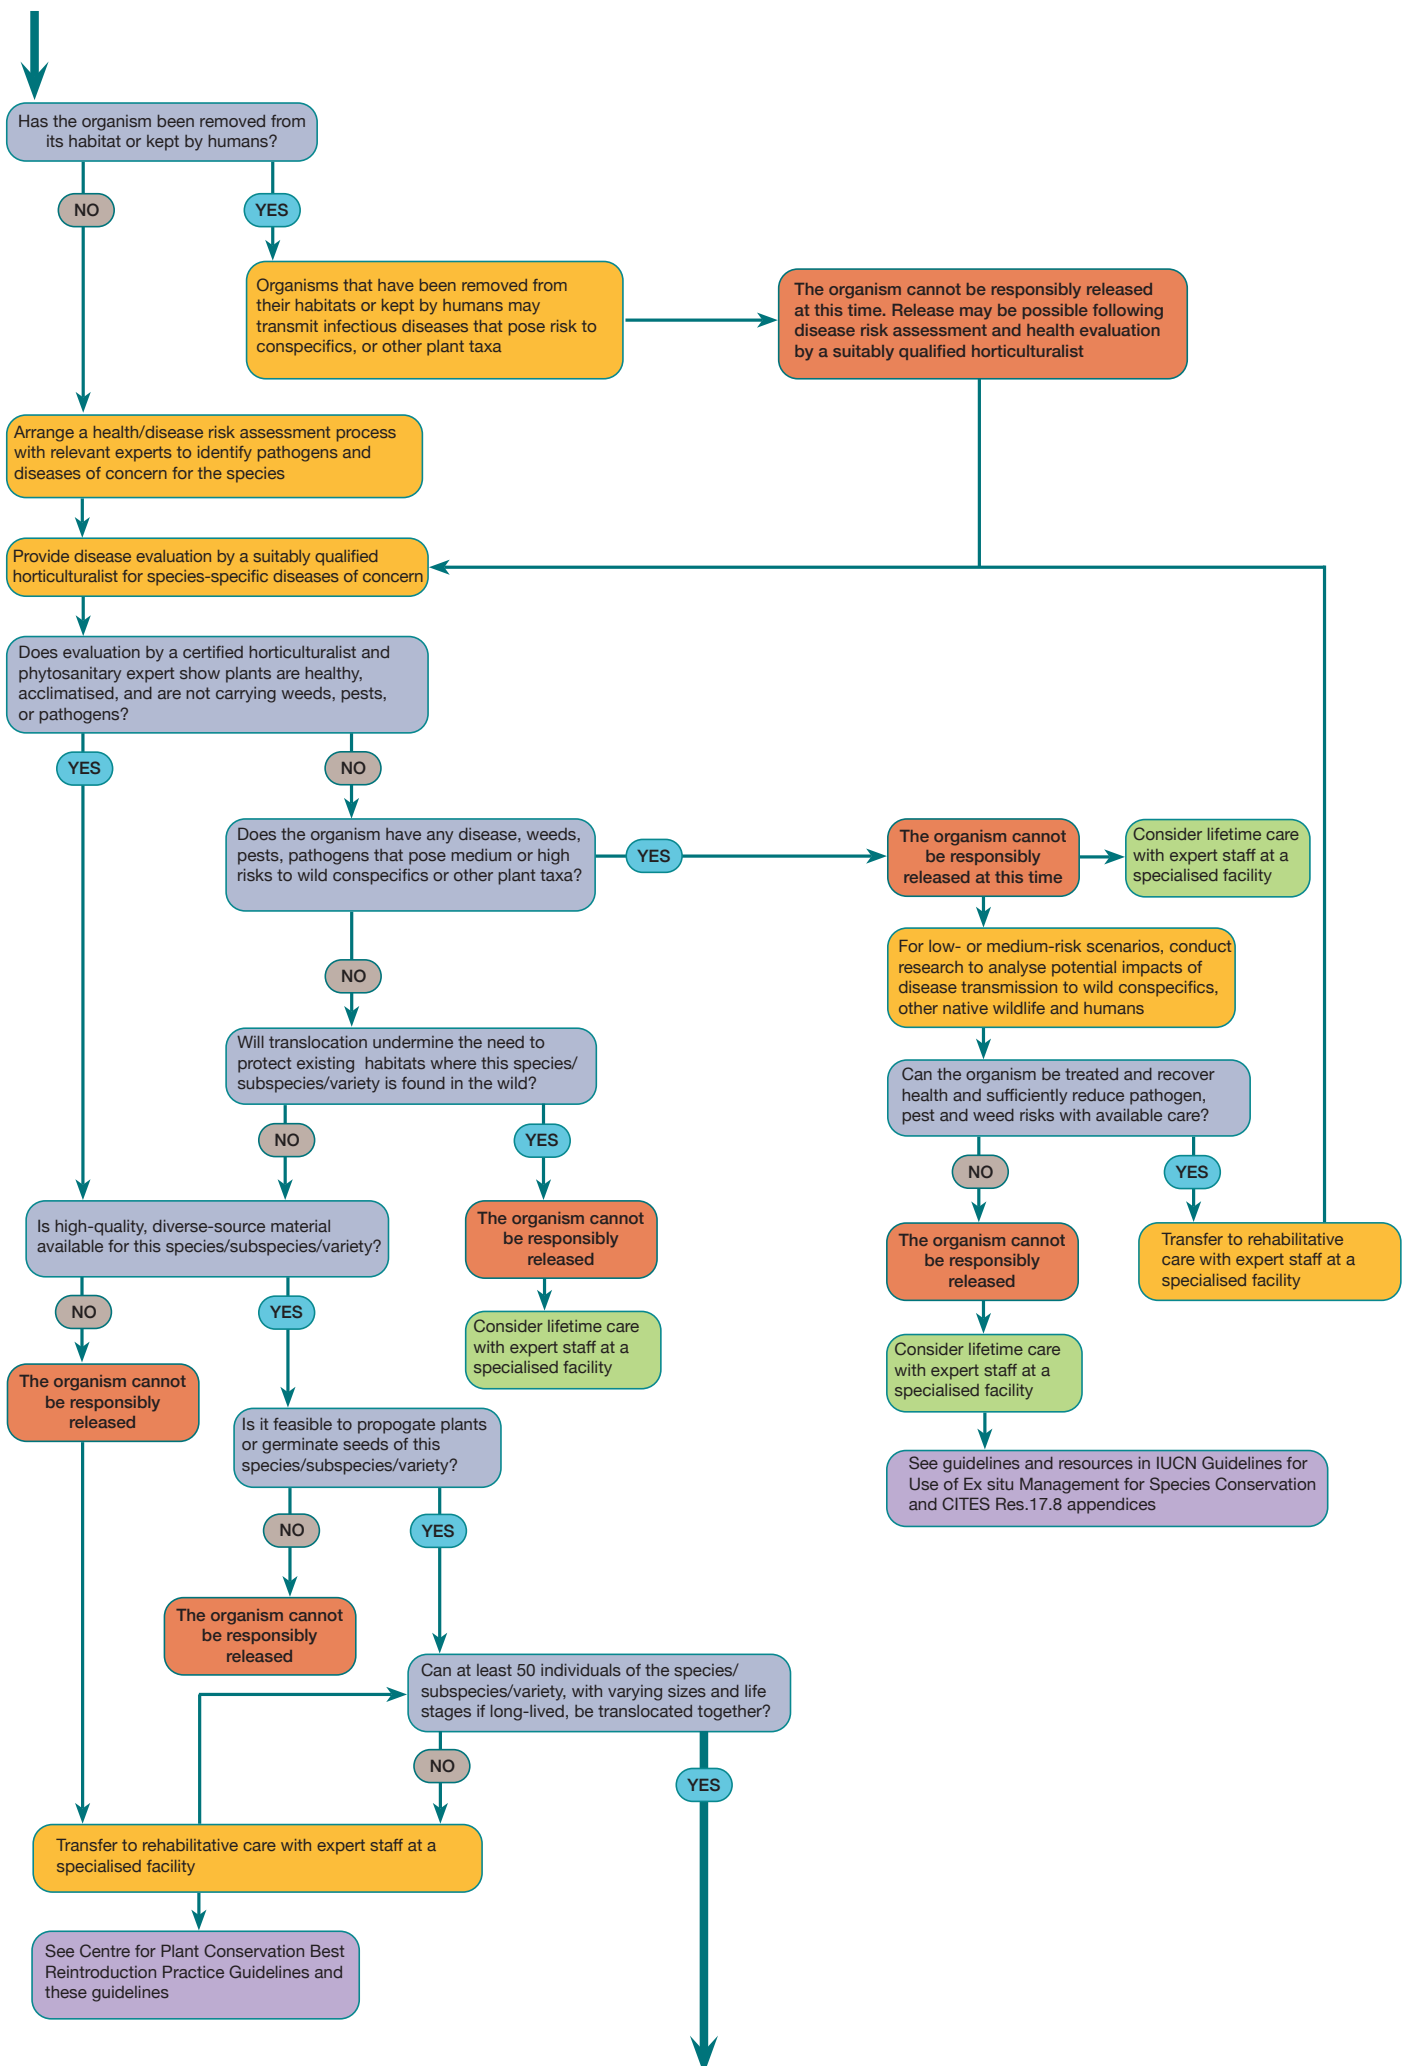 Has the organism been removed from
its habitat or kept by humans?
NO
YES
Organisms that have been removed from
their habitats or kept by humans may
transmit infectious diseases that pose risk to
conspecifics, or other plant taxa
The organism cannot be responsibly released
at this time. Release may be possible following
disease risk assessment and health evaluation
by a suitably qualified horticulturalist
Arrange a health/disease risk assessment process
with relevant experts to identify pathogens and
diseases of concern for the species
Provide disease evaluation by a suitably qualified
horticulturalist for species-specific diseases of concern
Does evaluation by a certified horticulturalist and
phytosanitary expert show plants are healthy,
acclimatised, and are not carrying weeds, pests,
or pathogens?
YES
NO
Does the organism have any disease, weeds,
pests, pathogens that pose medium or high
risks to wild conspecifics or other plant taxa?
YES
The organism cannot
be responsibly
released at this time
Consider lifetime care
with expert staff at a
specialised facility
NO
For low- or medium-risk scenarios, conduct
research to analyse potential impacts of
disease transmission to wild conspecifics,
other native wildlife and humans
Will translocation undermine the need to
protect existing habitats where this species/
subspecies/variety is found in the wild?
Can the organism be treated and recover
health and sufficiently reduce pathogen,
pest and weed risks with available care?
NO
YES
NO
YES
Is high-quality, diverse-source material
available for this species/subspecies/variety?
The organism cannot
be responsibly
released
The organism cannot
be responsibly
released
Transfer to rehabilitative
care with expert staff at a
specialised facility
NO
YES
Consider lifetime care
with expert staff at a
specialised facility
Consider lifetime care
with expert staff at a
specialised facility
The organism cannot
be responsibly
released
Is it feasible to propogate plants
or germinate seeds of this
species/subspecies/variety?
See guidelines and resources in IUCN Guidelines for
Use of Ex situ Management for Species Conservation
and CITES Res.17.8 appendices
NO
YES
The organism cannot
be responsibly
released
Can at least 50 individuals of the species/
subspecies/variety, with varying sizes and life
stages if long-lived, be translocated together?
NO
YES
Transfer to rehabilitative care with expert staff at a
specialised facility
See Centre for Plant Conservation Best
Reintroduction Practice Guidelines and
these guidelines